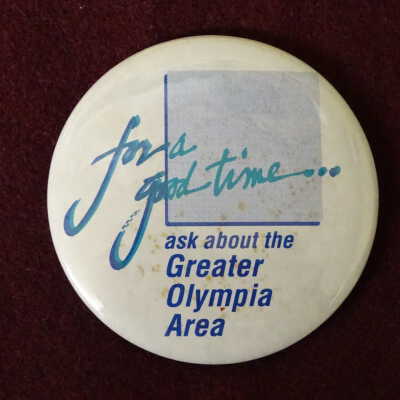 for a
good time...
ask about the
Greater
Olympia
Area